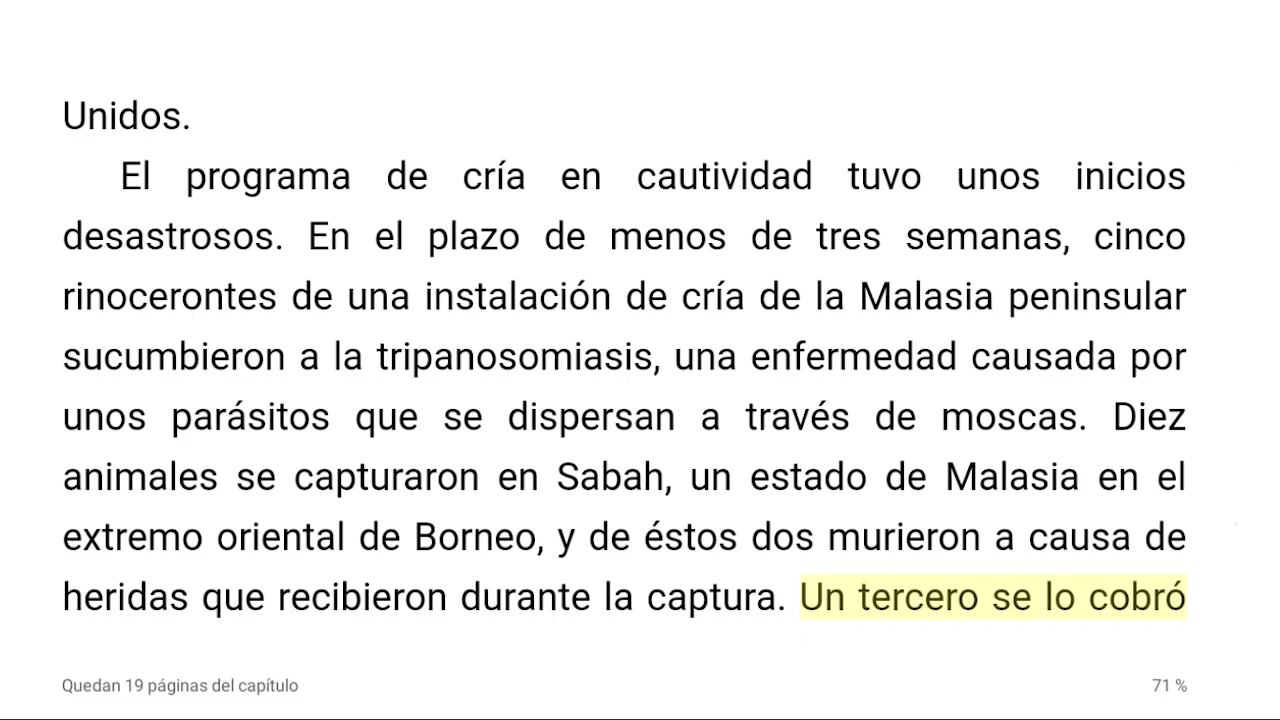 Unidos.
El programa de cría en cautividad tuvo unos inicios
desastrosos. En el plazo de menos de tres semanas, cinco
rinocerontes de una instalación de cría de la Malasia peninsular
sucumbieron a la tripanosomiasis, una enfermedad causada por
unos parásitos que se dispersan a través de moscas. Diez
animales se capturaron en Sabah, un estado de Malasia en el
extremo oriental de Borneo, y de éstos dos murieron a causa de
heridas que recibieron durante la captura. Un tercero se lo cobró
Quedan 19 páginas del capítulo
71 %